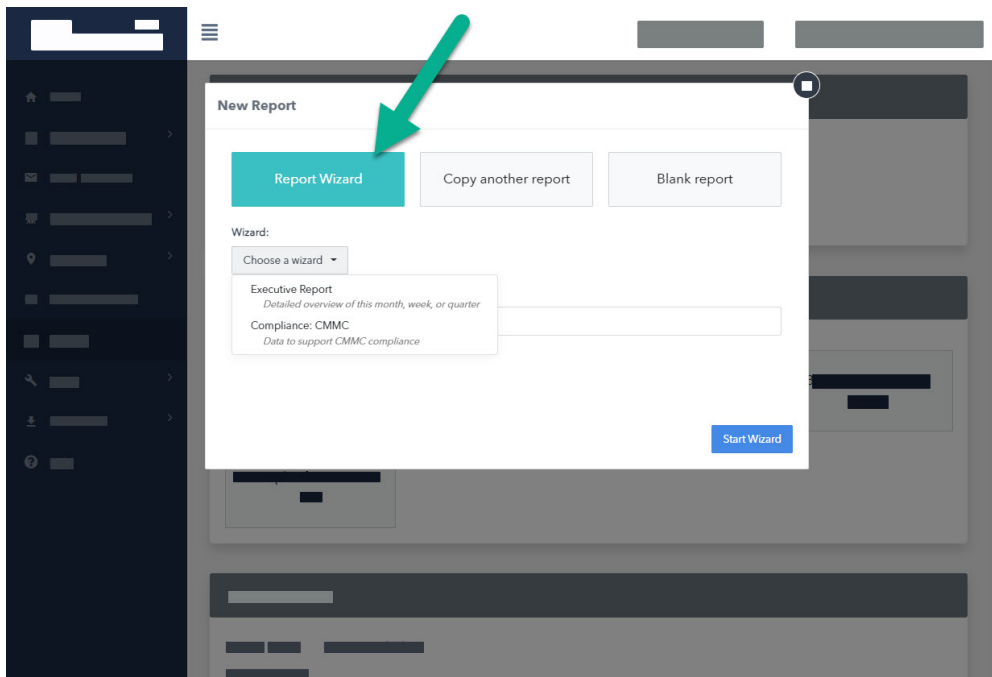 New Report
Report Wizard
Copy another report
Blank report
Wizard:
Choose a wizard
Executive Report
Detailed overview of this month, week, or quarter
Compliance: CMMC
Data to support CMMC compliance
Start Wizard